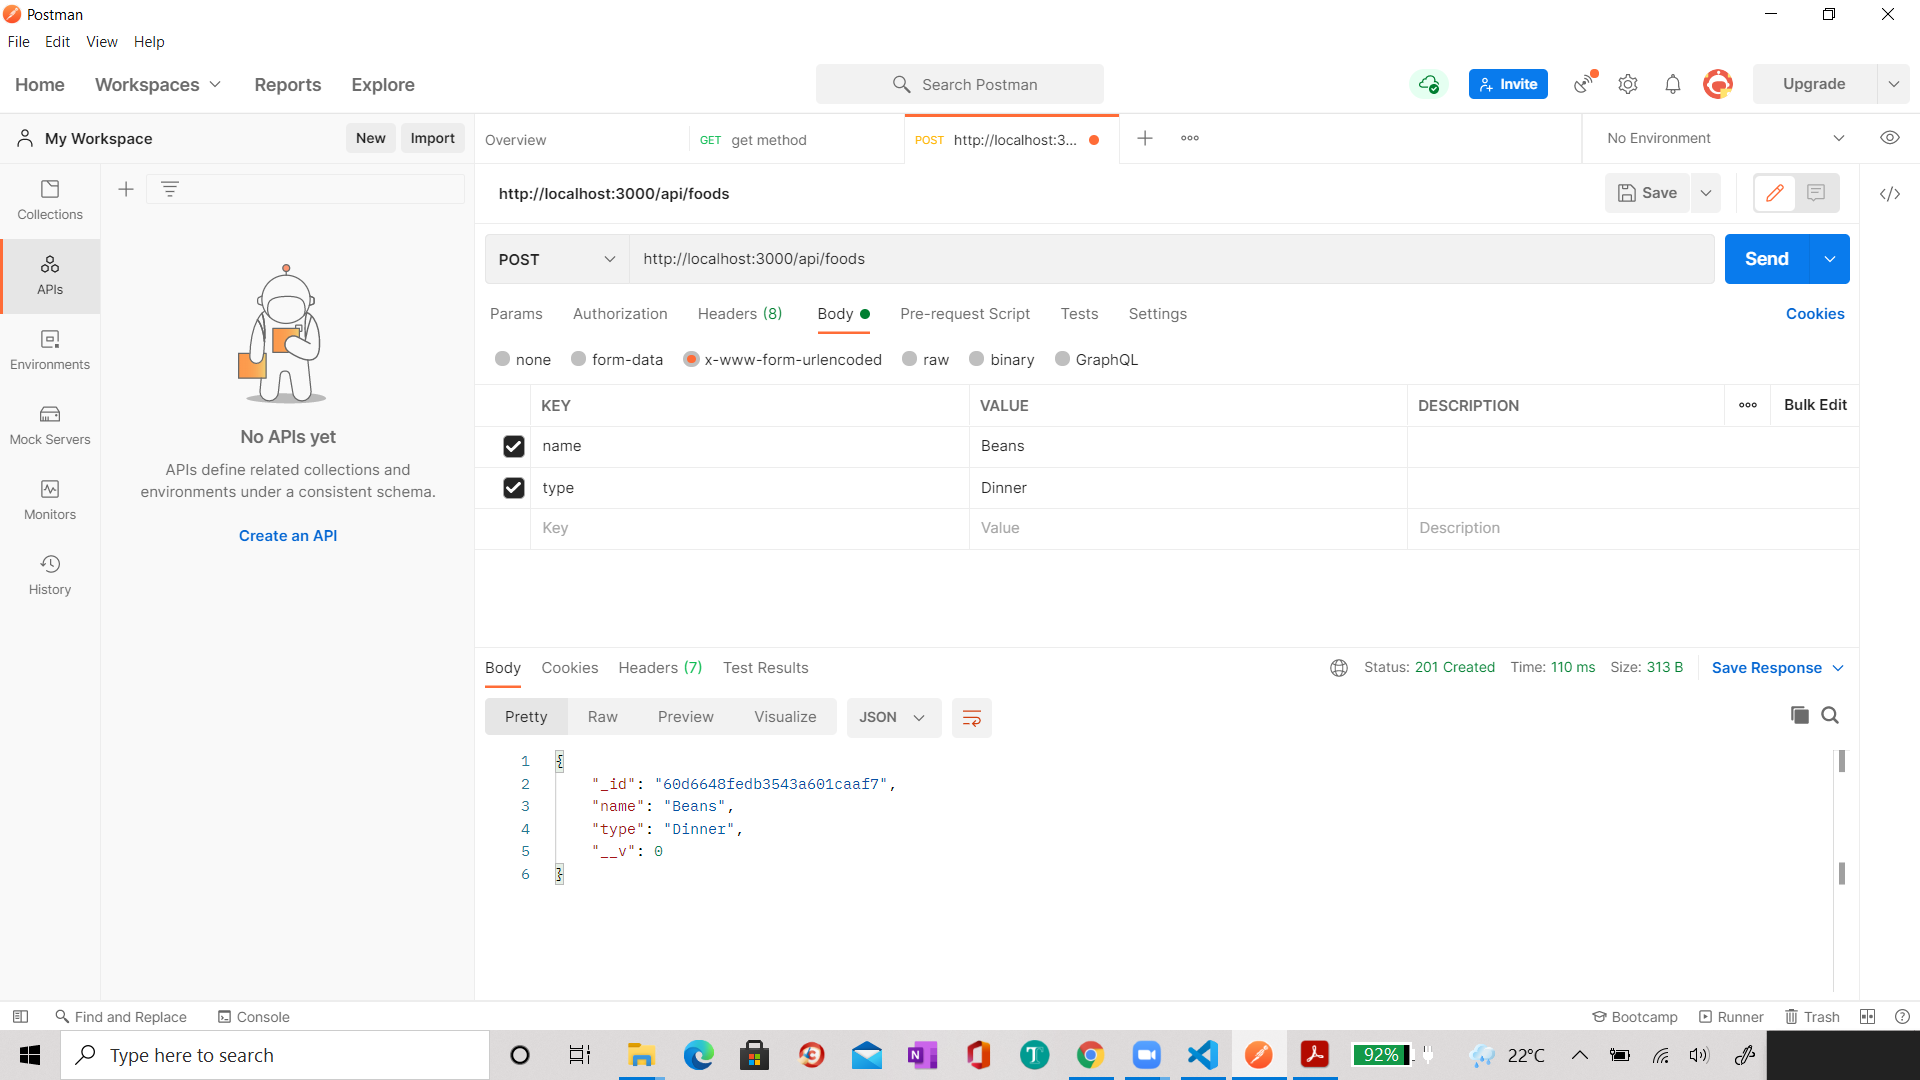 Postman
File Edit View Help
Home Workspaces Reports Explore
Search Postman
Invite
Upgrade
My Workspace
New Import
Overview
GET get method
POST http://localhost:3...
No Environment
Collections
APIs
Environments
Mock Servers
Monitors
History
No APIs yet
APIs define related collections and
environments under a consistent schema.
Create an API
http://localhost:3000/api/foods
Save
POST http://localhost:3000/api/foods
Send
Params Authorization Headers (8) Body Pre-request Script Tests Settings
Cookies
none form-data x-www-form-urlencoded raw binary GraphQL
KEY VALUE DESCRIPTION Bulk Edit
name Beans
type Dinner
Key Value Description
Body Cookies Headers (7) Test Results
Status: 201 Created Time: 110 ms Size: 313 B Save Response
Pretty Raw Preview Visualize JSON
1 {
2 "_id": "60d6648fedb3543a601caaf7",
3 "name": "Beans",
4 "type": "Dinner",
5 "__v": 0
6 }
Find and Replace Console
Bootcamp Runner Trash
Type here to search
92%
22°C